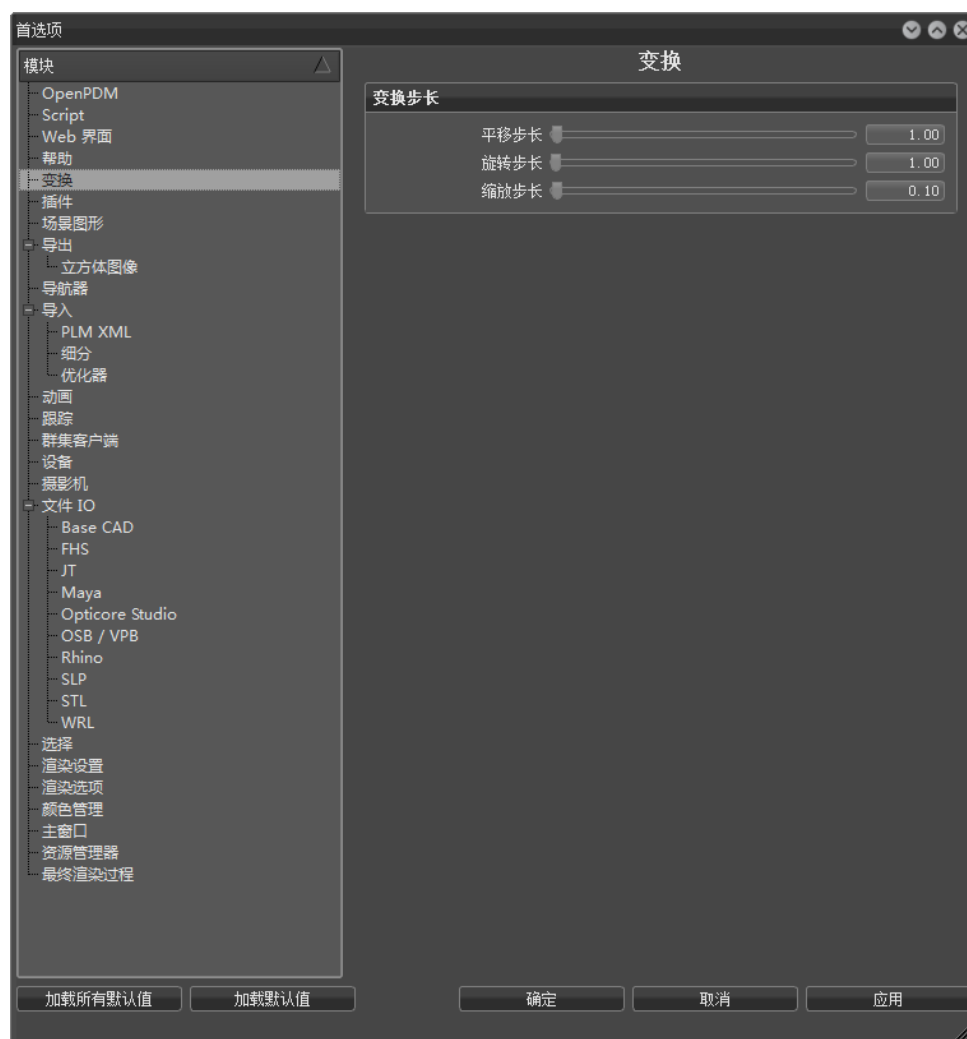 首选项
模块
OpenPDM
Script
Web 界面
帮助
变换
插件
场景图形
导出
立方体图像
导航器
导入
PLM XML
细分
优化器
动画
跟踪
群集客户端
设备
摄影机
文件 IO
Base CAD
FHS
JT
Maya
Opticore Studio
OSB / VPB
Rhino
SLP
STL
WRL
选择
渲染设置
渲染选项
颜色管理
主窗口
资源管理器
最终渲染过程
变换
变换步长
平移步长 1.00
旋转步长 1.00
缩放步长 0.10
加载所有默认值 加载默认值 确定 取消 应用